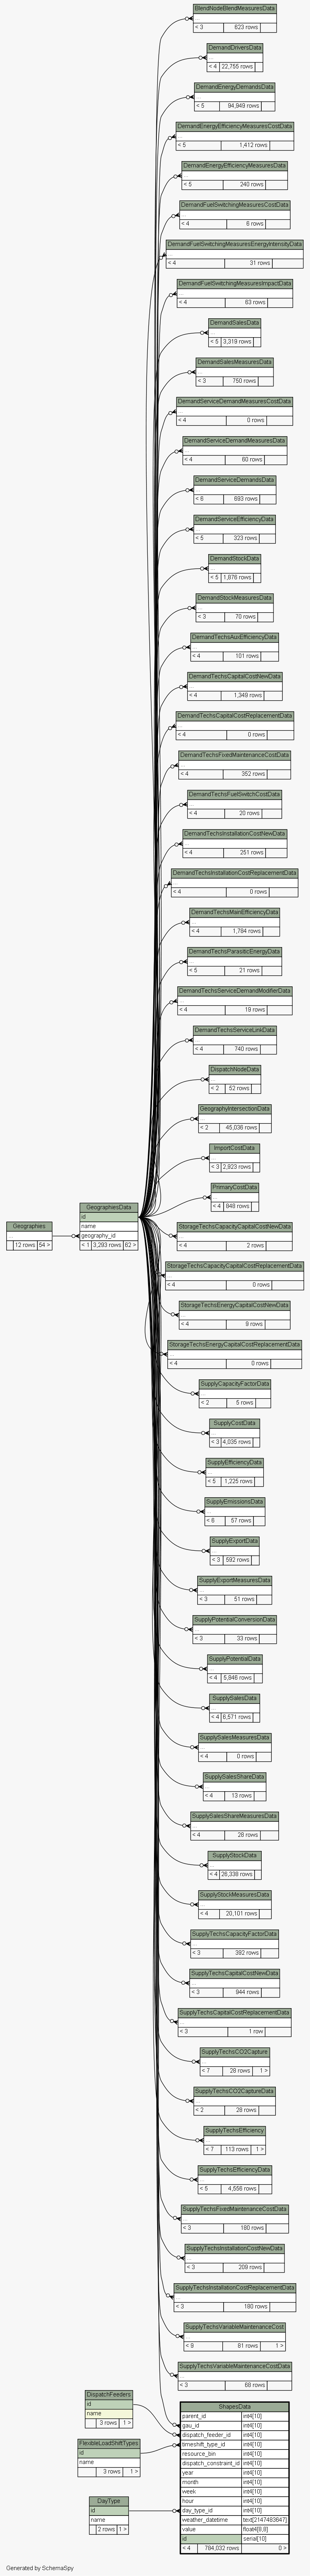 BlendNodeBlendMeasuresData
...
< 3 623 rows
DemandDriversData
...
< 4 22,755 rows
DemandEnergyDemandsData
...
< 5 94,949 rows
DemandEnergyEfficiencyMeasuresCostData
...
< 5 1,412 rows
DemandEnergyEfficiencyMeasuresData
...
< 5 240 rows
DemandFuelSwitchingMeasuresCostData
...
< 4 6 rows
DemandFuelSwitchingMeasuresEnergyIntensityData
...
< 4 31 rows
DemandFuelSwitchingMeasuresImpactData
...
< 4 63 rows
DemandSalesData
...
< 5 3,319 rows
DemandSalesMeasuresData
...
< 3 750 rows
DemandServiceDemandMeasuresCostData
...
< 4 0 rows
DemandServiceDemandMeasuresData
...
< 4 60 rows
DemandServiceDemandsData
...
< 6 693 rows
DemandServiceEfficiencyData
...
< 5 323 rows
DemandStockData
...
< 5 1,876 rows
DemandStockMeasuresData
...
< 3 70 rows
DemandTechsAuxEfficiencyData
...
< 4 101 rows
DemandTechsCapitalCostNewData
...
< 4 1,349 rows
DemandTechsCapitalCostReplacementData
...
< 4 0 rows
DemandTechsFixedMaintenanceCostData
...
< 4 352 rows
DemandTechsFuelSwitchCostData
...
< 4 20 rows
DemandTechsInstallationCostNewData
...
< 4 251 rows
DemandTechsInstallationCostReplacementData
...
< 4 0 rows
DemandTechsMainEfficiencyData
...
< 4 1,784 rows
DemandTechsParasiticEnergyData
...
< 5 21 rows
DemandTechsServiceDemandModifierData
...
< 4 19 rows
DemandTechsServiceLinkData
...
< 4 740 rows
DispatchNodeData
...
< 2 52 rows
GeographyIntersectionData
...
< 2 45,036 rows
ImportCostData
...
< 3 2,923 rows
PrimaryCostData
...
< 4 948 rows
Geographies
...
12 rows 54 >
GeographiesData
id
name
geography_id
< 1 3,293 rows 62 >
StorageTechsCapacityCapitalCostNewData
...
< 4 2 rows
StorageTechsCapacityCapitalCostReplacementData
...
< 4 0 rows
StorageTechsEnergyCapitalCostNewData
...
< 4 9 rows
StorageTechsEnergyCapitalCostReplacementData
...
< 4 0 rows
SupplyCapacityFactorData
...
< 2 5 rows
SupplyCostData
...
< 3 4,035 rows
SupplyEfficiencyData
...
< 5 1,225 rows
SupplyEmissionsData
...
< 6 57 rows
SupplyExportData
...
< 3 592 rows
SupplyExportMeasuresData
...
< 3 51 rows
SupplyPotentialConversionData
...
< 3 33 rows
SupplyPotentialData
...
< 4 5,946 rows
SupplySalesData
...
< 4 6,571 rows
SupplySalesMeasuresData
...
< 4 0 rows
SupplySalesShareData
...
< 4 13 rows
SupplySalesShareMeasuresData
...
< 4 28 rows
SupplyStockData
...
< 4 28,338 rows
SupplyStockMeasuresData
...
< 4 20,101 rows
SupplyTechsCapacityFactorData
...
< 3 392 rows
SupplyTechsCapitalCostNewData
...
< 3 944 rows
SupplyTechsCapitalCostReplacementData
...
< 3 1 row
SupplyTechsCO2Capture
...
< 7 28 rows 1 >
SupplyTechsCO2CaptureData
...
< 2 28 rows
SupplyTechsEfficiency
...
< 7 113 rows 1 >
SupplyTechsEfficiencyData
...
< 5 4,556 rows
SupplyTechsFixedMaintenanceCostData
...
< 3 180 rows
SupplyTechsInstallationCostNewData
...
< 3 209 rows
SupplyTechsInstallationCostReplacementData
...
< 3 180 rows
SupplyTechsVariableMaintenanceCost
...
< 9 81 rows 1 >
SupplyTechsVariableMaintenanceCostData
...
< 3 68 rows
DispatchFeeders
id
name
3 rows 1 >
FlexibleLoadShiftTypes
id
name
3 rows 1 >
DayType
id
name
2 rows 1 >
ShapesData
parent_id int4[10]
gau_id int4[10]
dispatch_feeder_id int4[10]
timeshift_type_id int4[10]
resource_bin int4[10]
dispatch_constraint_id int4[10]
year int4[10]
month int4[10]
week int4[10]
hour int4[10]
day_type_id int4[10]
weather_datetime text[2147483647]
value float4[8,8]
id serial[10]
< 4 784,032 rows 0 >
Generated by SchemaSpy